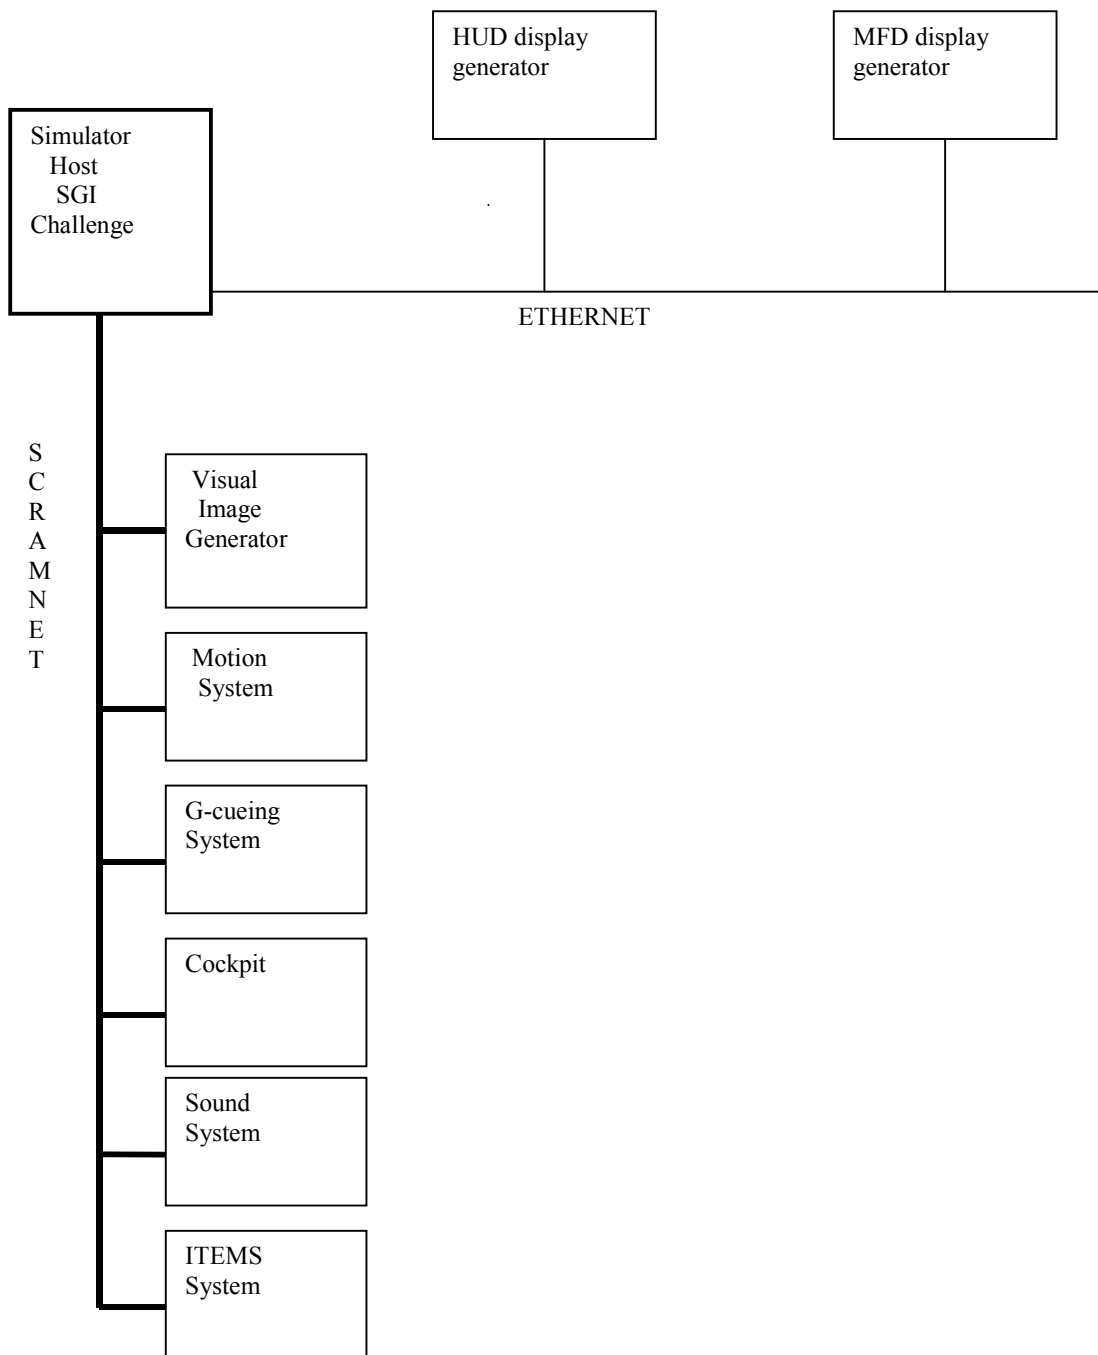 HUD display
generator
MFD display
generator
Simulator
Host
SGI
Challenge
ETHERNET
S
C
R
A
M
N
E
T
Visual
Image
Generator
Motion
System
G-cueing
System
Cockpit
Sound
System
ITEMS
System